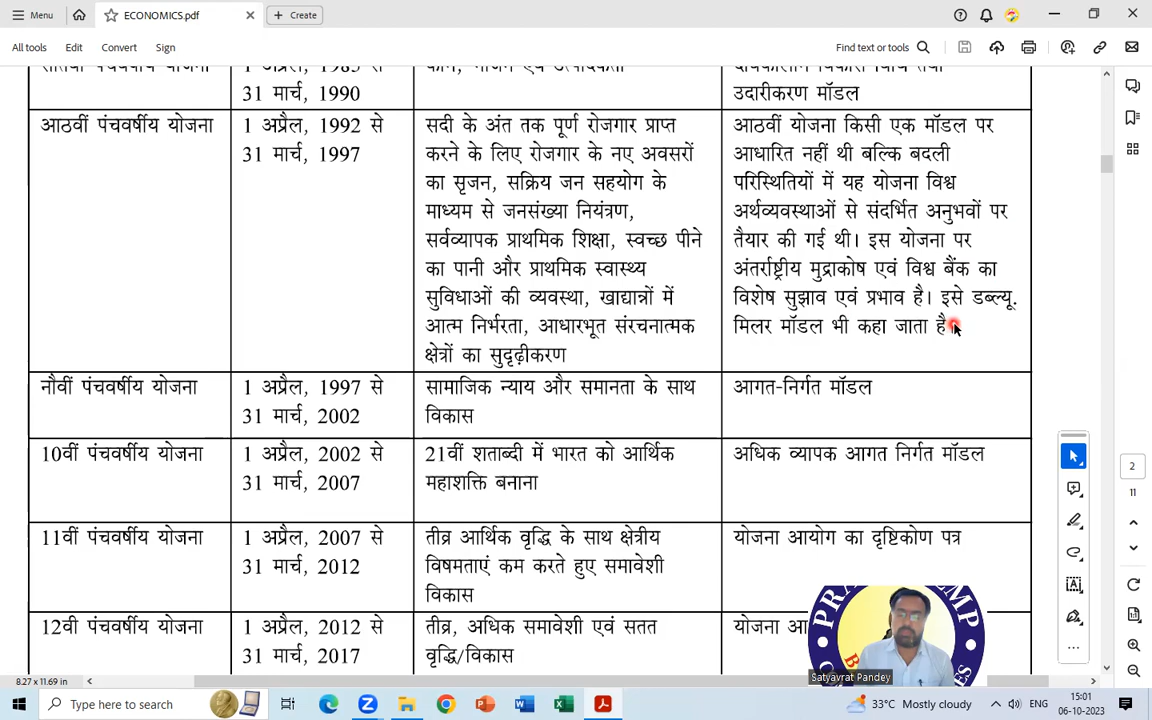 Menu
ECONOMICS.pdf
Create
All tools Edit Convert Sign
Find text or tools
1 अप्रैल, 1985 से
31 मार्च, 1990
उदारीकरण मॉडल
आठवीं पंचवर्षीय योजना
1 अप्रैल, 1992 से
31 मार्च, 1997
सदी के अंत तक पूर्ण रोजगार प्राप्त
करने के लिए रोजगार के नए अवसरों
का सृजन, सक्रिय जन सहयोग के
माध्यम से जनसंख्या नियंत्रण,
सर्वव्यापक प्राथमिक शिक्षा, स्वच्छ पीने
का पानी और प्राथमिक स्वास्थ्य
सुविधाओं की व्यवस्था, खाद्यान्नों में
आत्म निर्भरता, आधारभूत संरचनात्मक
क्षेत्रों का सुदृढ़ीकरण
आठवीं योजना किसी एक मॉडल पर
आधारित नहीं थी बल्कि बदली
परिस्थितियों में यह योजना विश्व
अर्थव्यवस्थाओं से संदर्भित अनुभवों पर
तैयार की गई थी। इस योजना पर
अंतर्राष्ट्रीय मुद्राकोष एवं विश्व बैंक का
विशेष सुझाव एवं प्रभाव है। इसे डब्ल्यू.
मिलर मॉडल भी कहा जाता है
नौवीं पंचवर्षीय योजना
1 अप्रैल, 1997 से
31 मार्च, 2002
सामाजिक न्याय और समानता के साथ
विकास
आगत-निर्गत मॉडल
10वीं पंचवर्षीय योजना
1 अप्रैल, 2002 से
31 मार्च, 2007
21वीं शताब्दी में भारत को आर्थिक
महाशक्ति बनाना
अधिक व्यापक आगत निर्गत मॉडल
11वीं पंचवर्षीय योजना
1 अप्रैल, 2007 से
31 मार्च, 2012
तीव्र आर्थिक वृद्धि के साथ क्षेत्रीय
विषमताएं कम करते हुए समावेशी
विकास
योजना आयोग का दृष्टिकोण पत्र
12वी पंचवर्षीय योजना
1 अप्रैल, 2012 से
31 मार्च, 2017
तीव्र, अधिक समावेशी एवं सतत
वृद्धि/विकास
योजना
2
11
Satyavrat Pandey
8.27 x 11.69 in
Type here to search
33°C Mostly cloudy
ENG
15:01
06-10-2023